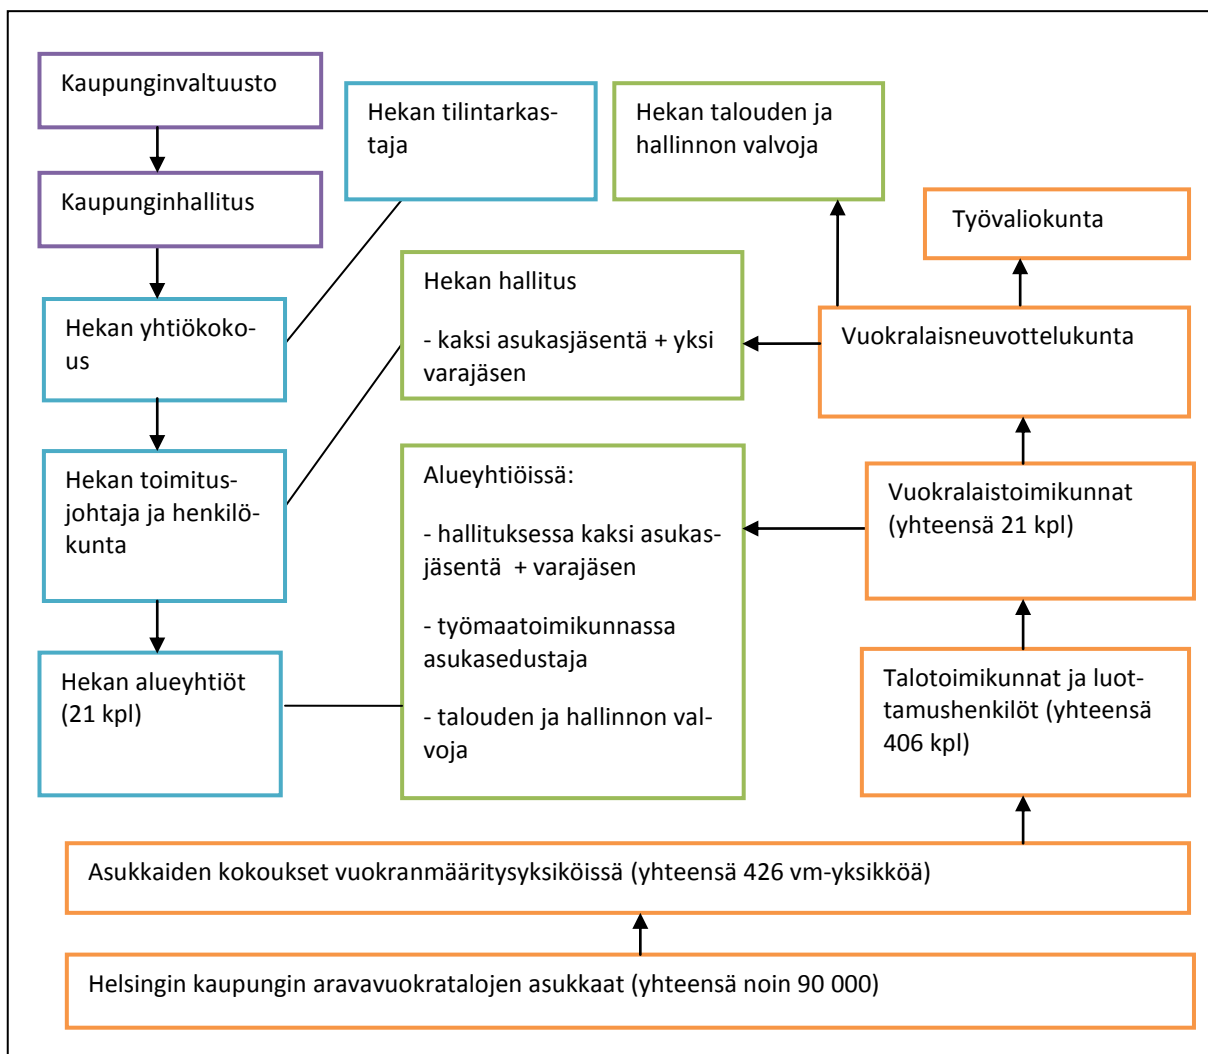 Kaupunginvaltuusto
Kaupunginhallitus
Hekan yhtiökoko-
us
Hekan toimitus-
johtaja ja henkilö-
kunta
Hekan alueyhtiöt
(21 kpl)
Hekan tilintarkas-
taja
Hekan talouden ja
hallinnon valvoja
Hekan hallitus
- kaksi asukasjäsentä + yksi
varajäsen
Alueyhtiöissä:
- hallituksessa kaksi asukas-
jäsentä + varajäsen
- työmaatoimikunnassa
asukasedustaja
- talouden ja hallinnon val-
voja
Työvaliokunta
Vuokralaisneuvottelukunta
Vuokralaistoimikunnat
(yhteensä 21 kpl)
Talotoimikunnat ja luot-
tamushenkilöt (yhteensä
406 kpl)
Asukkaiden kokoukset vuokranmääritysyksiköissä (yhteensä 426 vm-yksikköä)
Helsingin kaupungin aravavuokratalojen asukkaat (yhteensä noin 90 000)